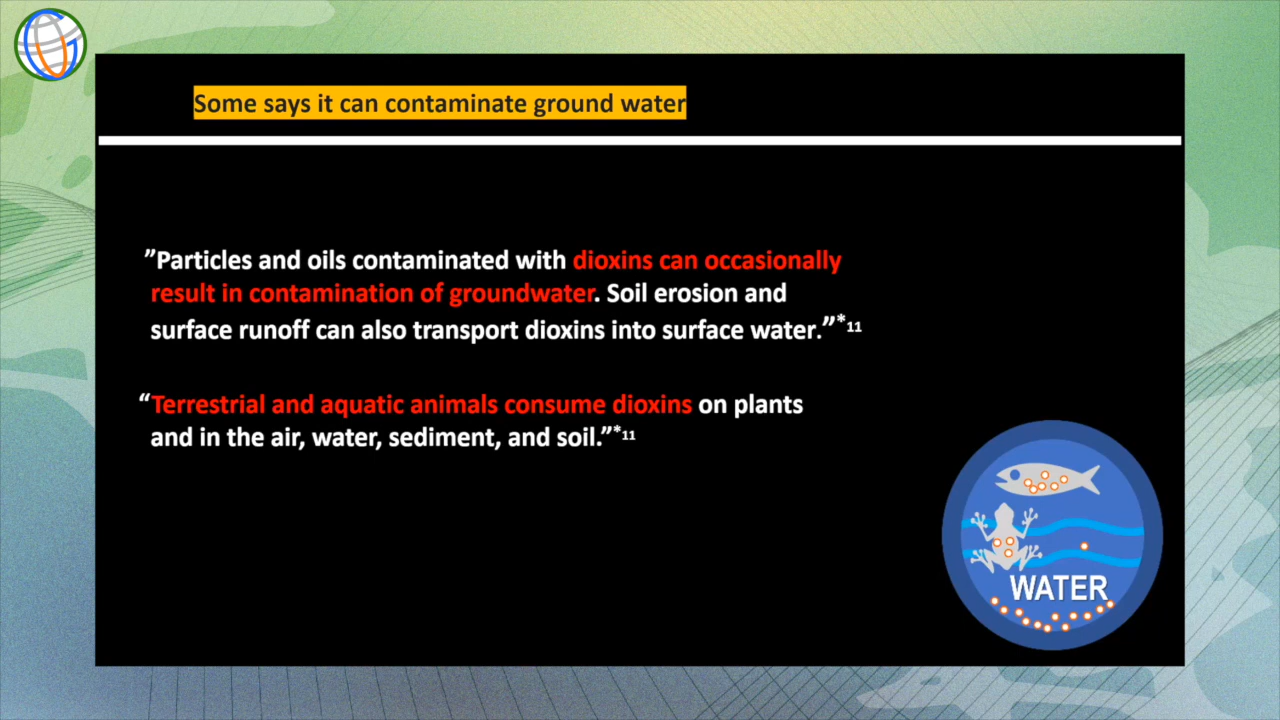 Some says it can contaminate ground water
”Particles and oils contaminated with dioxins can occasionally
result in contamination of groundwater. Soil erosion and
surface runoff can also transport dioxins into surface water.”*11
“Terrestrial and aquatic animals consume dioxins on plants
and in the air, water, sediment, and soil.”*11
WATER